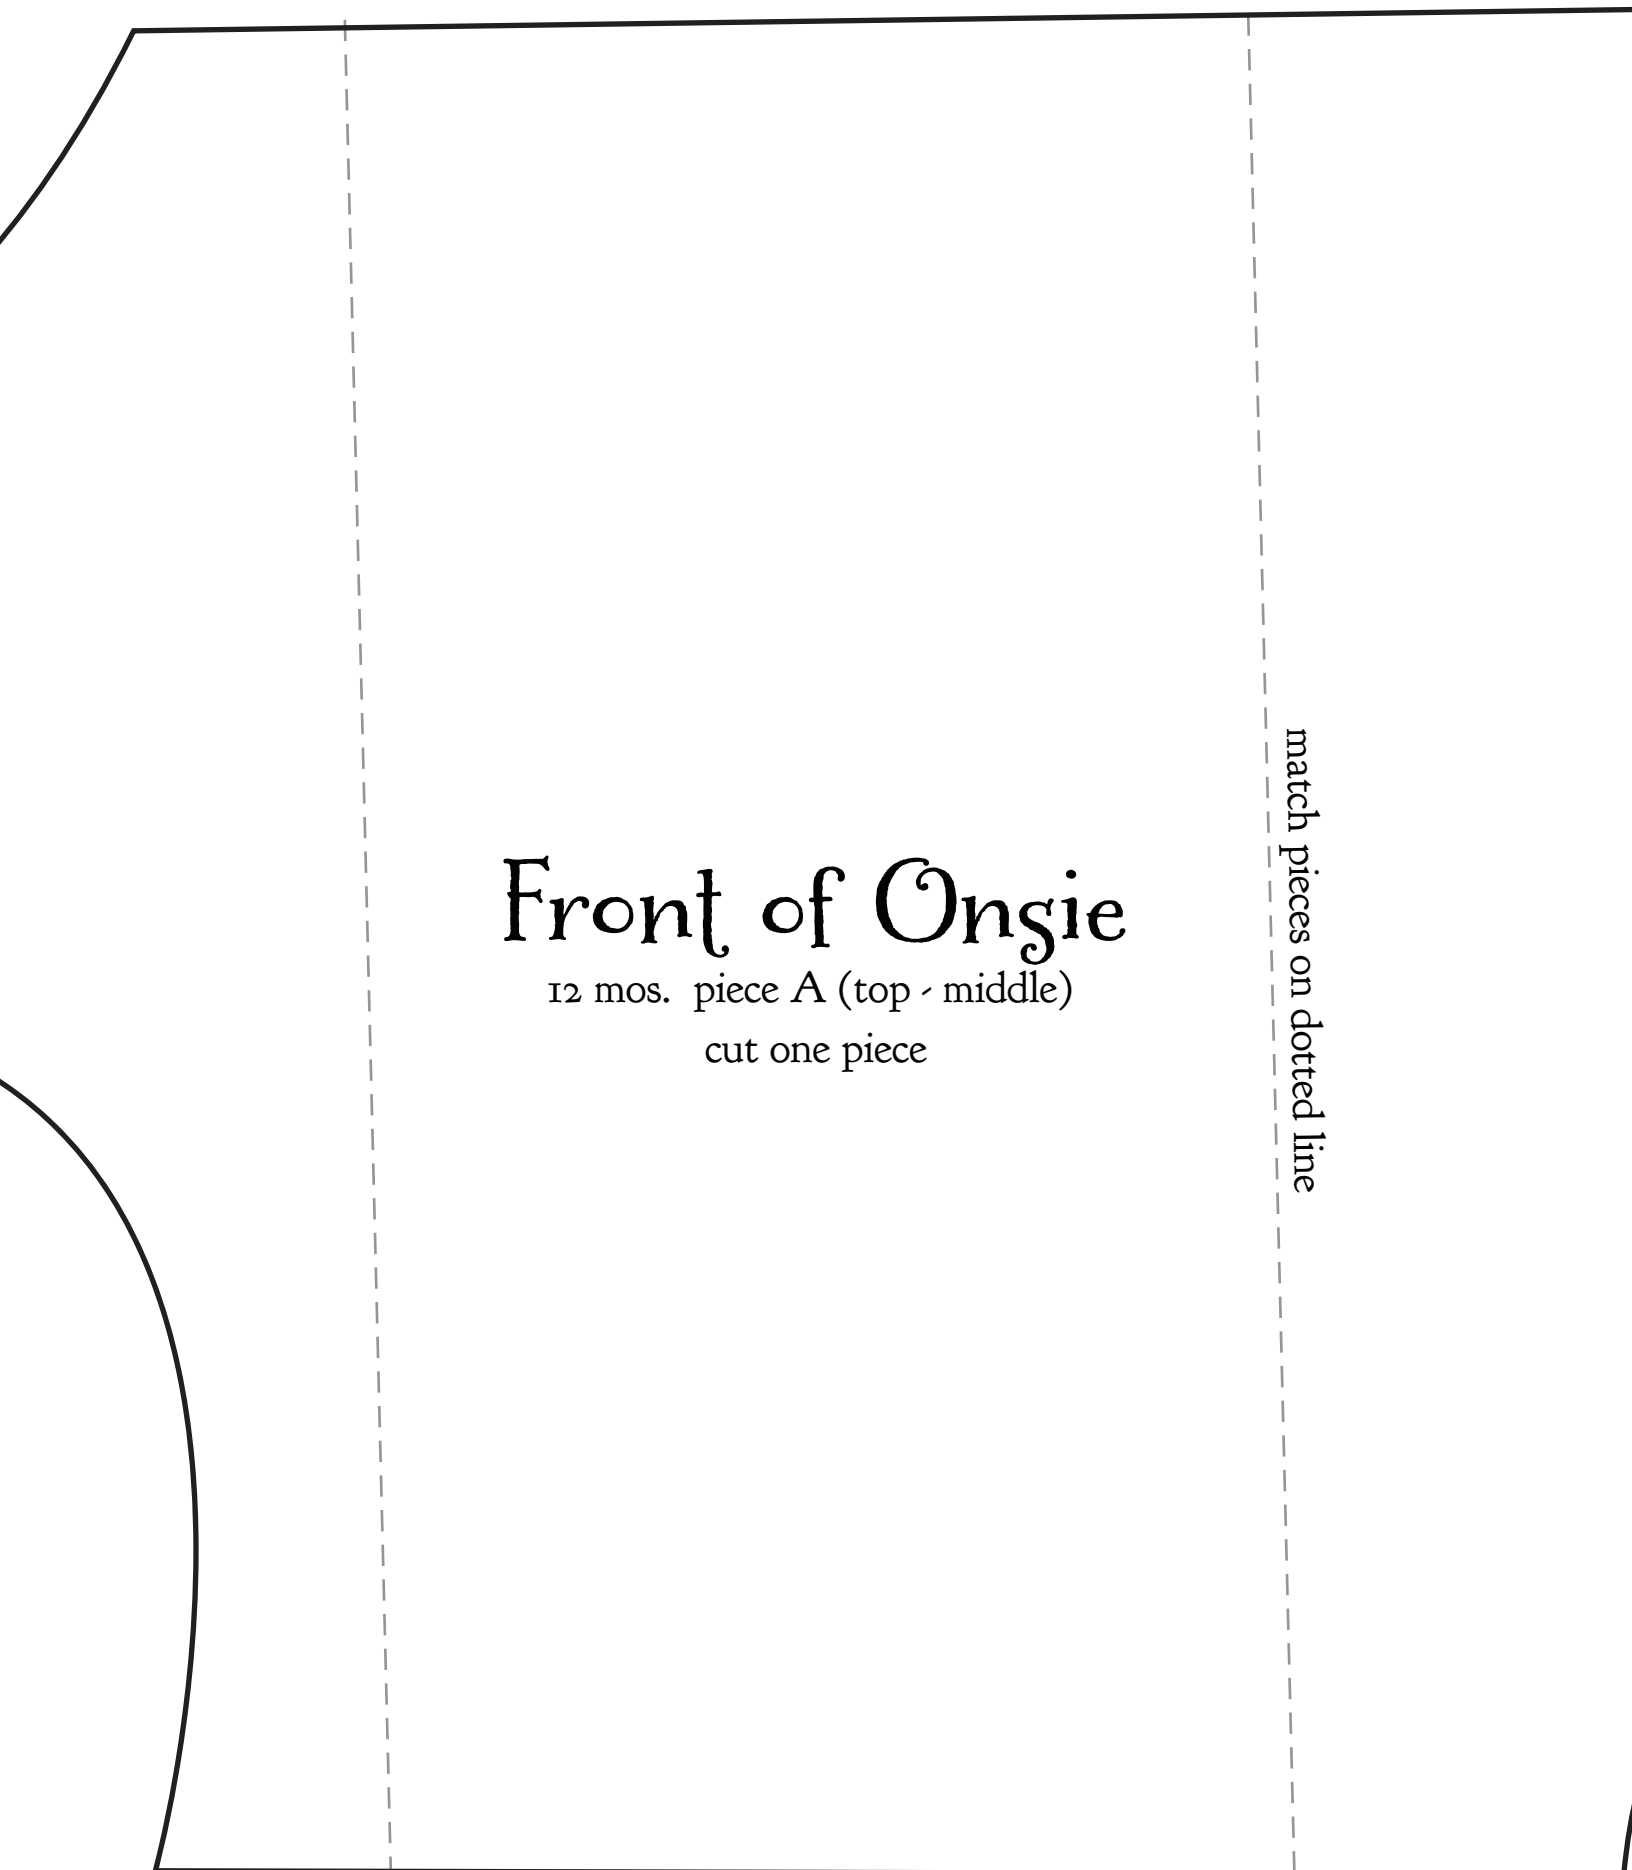 Front of Onsie
12 mos.  piece A (top - middle)
cut one piece
match pieces on dotted line